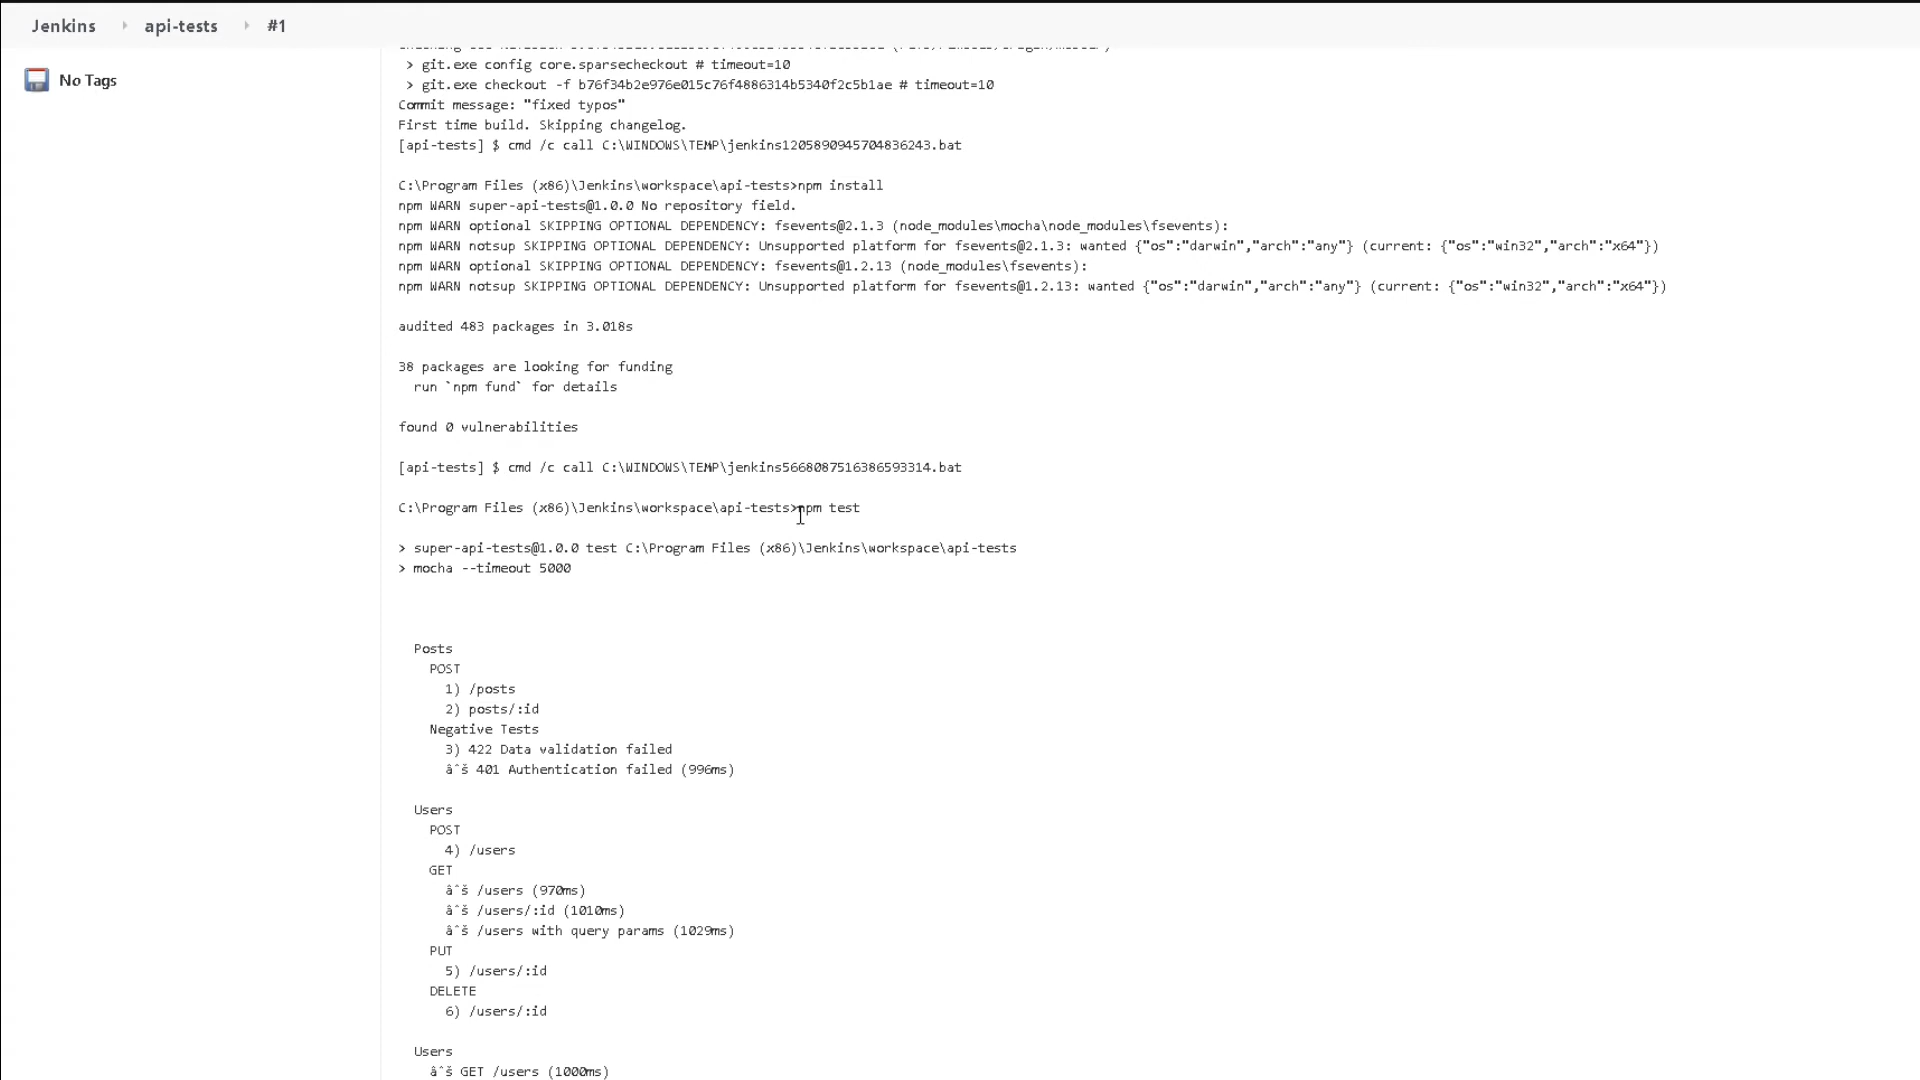 Jenkins api-tests #1
No Tags
> git.exe config core.sparsecheckout # timeout=10
> git.exe checkout -f b76f34b2e976e015c76f4886314b5340f2c5b1ae # timeout=10
Commit message: "fixed typos"
First time build. Skipping changelog.
[api-tests] $ cmd /c call C:\WINDOWS\TEMP\jenkins1205890945704836243.bat
C:\Program Files (x86)\Jenkins\workspace\api-tests>npm install
npm WARN super-api-tests@1.0.0 No repository field.
npm WARN optional SKIPPING OPTIONAL DEPENDENCY: fsevents@2.1.3 (node_modules\mocha\node_modules\fsevents):
npm WARN notsup SKIPPING OPTIONAL DEPENDENCY: Unsupported platform for fsevents@2.1.3: wanted {"os":"darwin","arch":"any"} (current: {"os":"win32","arch":"x64"})
npm WARN optional SKIPPING OPTIONAL DEPENDENCY: fsevents@1.2.13 (node_modules\fsevents):
npm WARN notsup SKIPPING OPTIONAL DEPENDENCY: Unsupported platform for fsevents@1.2.13: wanted {"os":"darwin","arch":"any"} (current: {"os":"win32","arch":"x64"})
audited 483 packages in 3.018s
38 packages are looking for funding
run `npm fund` for details
found 0 vulnerabilities
[api-tests] $ cmd /c call C:\WINDOWS\TEMP\jenkins5668087516386593314.bat
C:\Program Files (x86)\Jenkins\workspace\api-tests>npm test
> super-api-tests@1.0.0 test C:\Program Files (x86)\Jenkins\workspace\api-tests
> mocha --timeout 5000
Posts
POST
1) /posts
2) posts/:id
Negative Tests
3) 422 Data validation failed
âˆš 401 Authentication failed (996ms)
Users
POST
4) /users
GET
âˆš /users (970ms)
âˆš /users/:id (1010ms)
âˆš /users with query params (1029ms)
PUT
5) /users/:id
DELETE
6) /users/:id
Users
âˆš GET /users (1000ms)